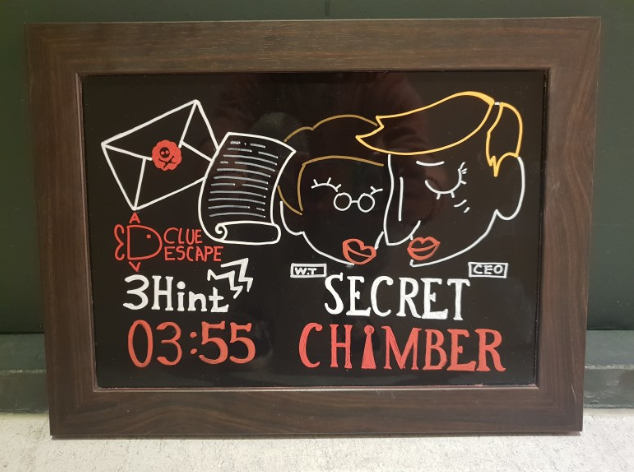 CLUE
ESCAPE
W.T
CEO
3Hint
SECRET
03:55
CHIMBER